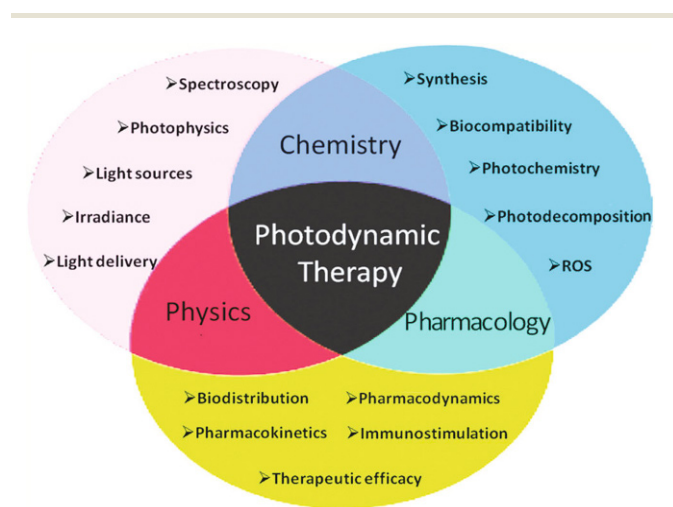 ➤Spectroscopy
➤Photophysics
➤Light sources
➤Irradiance
➤Light delivery
Chemistry
➤Synthesis
➤Biocompatibility
➤Photochemistry
➤Photodecomposition
➤ROS
Photodynamic
Therapy
Physics
Pharmacology
➤Biodistribution
➤Pharmacodynamics
➤Pharmacokinetics
➤Immunostimulation
➤Therapeutic efficacy